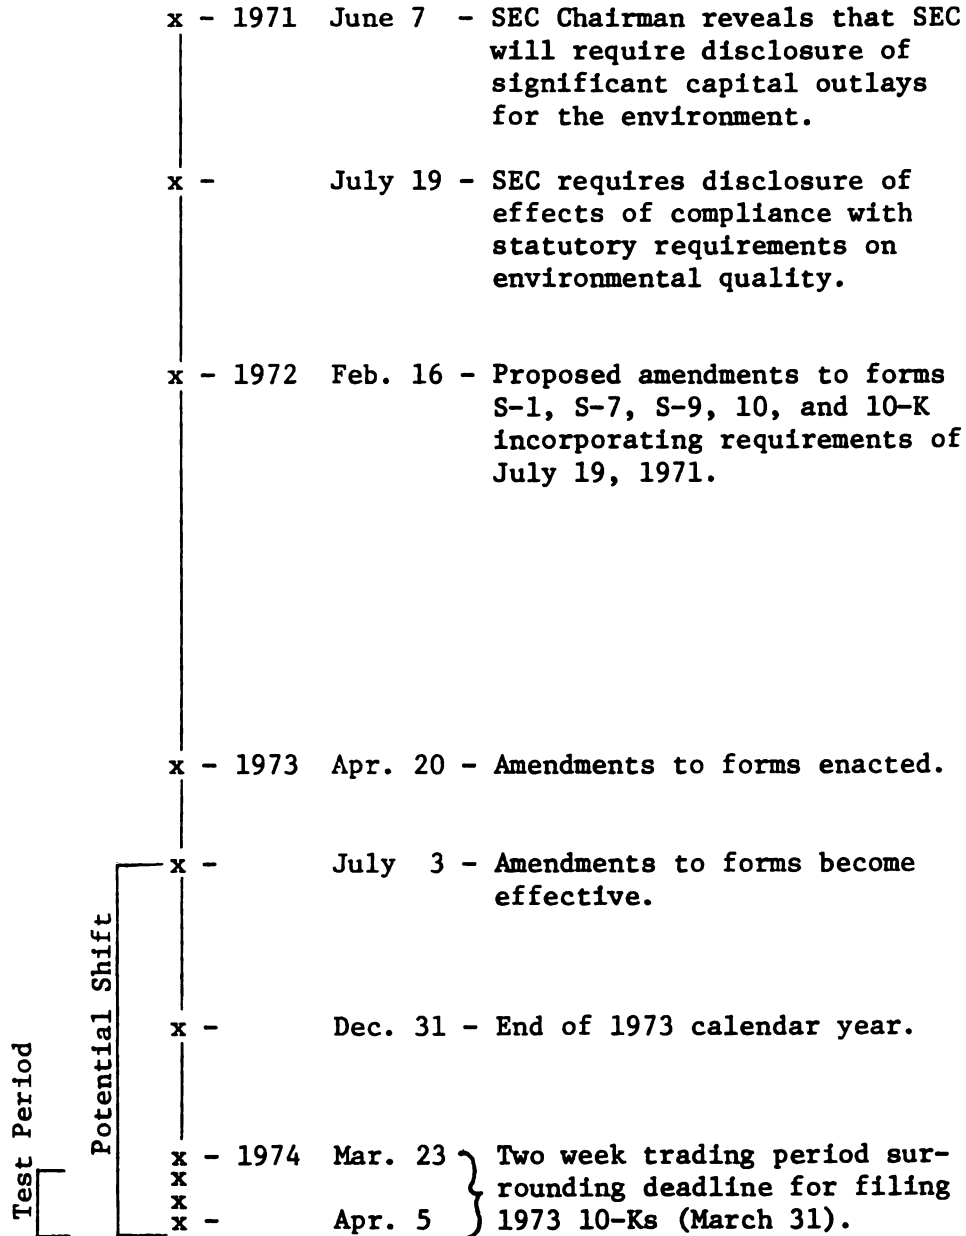 x - 1971 June 7 - SEC Chairman reveals that SEC
will require disclosure of
significant capital outlays
for the environment.
x - July 19 - SEC requires disclosure of
effects of compliance with
statutory requirements on
environmental quality.
x - 1972 Feb. 16 - Proposed amendments to forms
S-1, S-7, S-9, 10, and 10-K
incorporating requirements of
July 19, 1971.
x - 1973 Apr. 20 - Amendments to forms enacted.
x - July 3 - Amendments to forms become
effective.
x - Dec. 31 - End of 1973 calendar year.
x - 1974 Mar. 23 Two week trading period sur-
x
rounding deadline for filing
x
x - Apr. 5 1973 10-Ks (March 31).
Potential Shift
Test Period